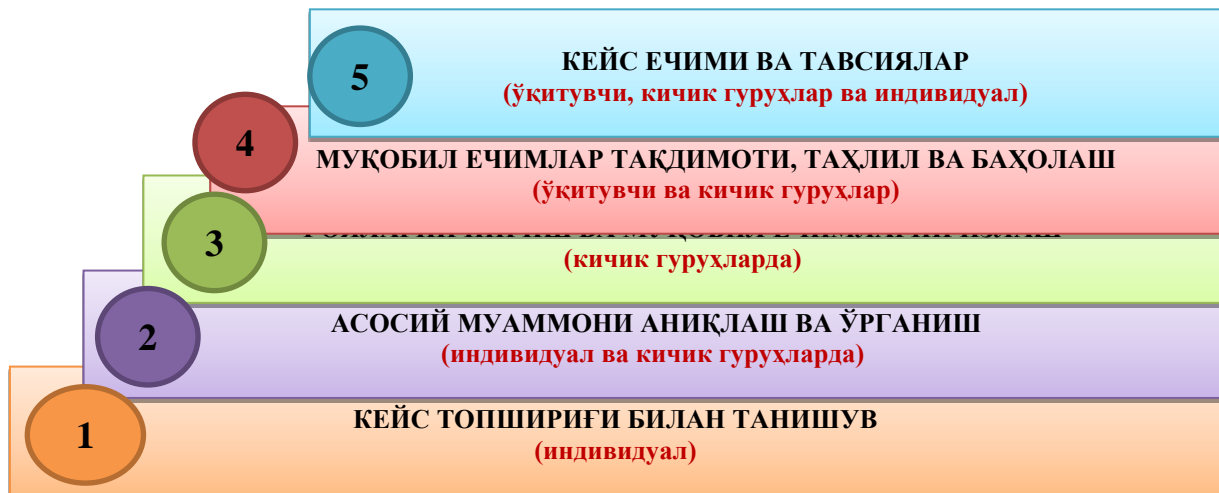 5
КЕЙС ЕЧИМИ ВА ТАВСИЯЛАР
(ўқитувчи, кичик гуруҳлар ва индивидуал)
4
МУҚОБИЛ ЕЧИМЛАР ТАҚДИМОТИ, ТАҲЛИЛ ВА БАҲОЛАШ
(ўқитувчи ва кичик гуруҳлар)
3
(кичик гуруҳларда)
2
АСОСИЙ МУАММОНИ АНИҚЛАШ ВА ЎРГАНИШ
(индивидуал ва кичик гуруҳларда)
1
КЕЙС ТОПШИРИҒИ БИЛАН ТАНИШУВ
(индивидуал)